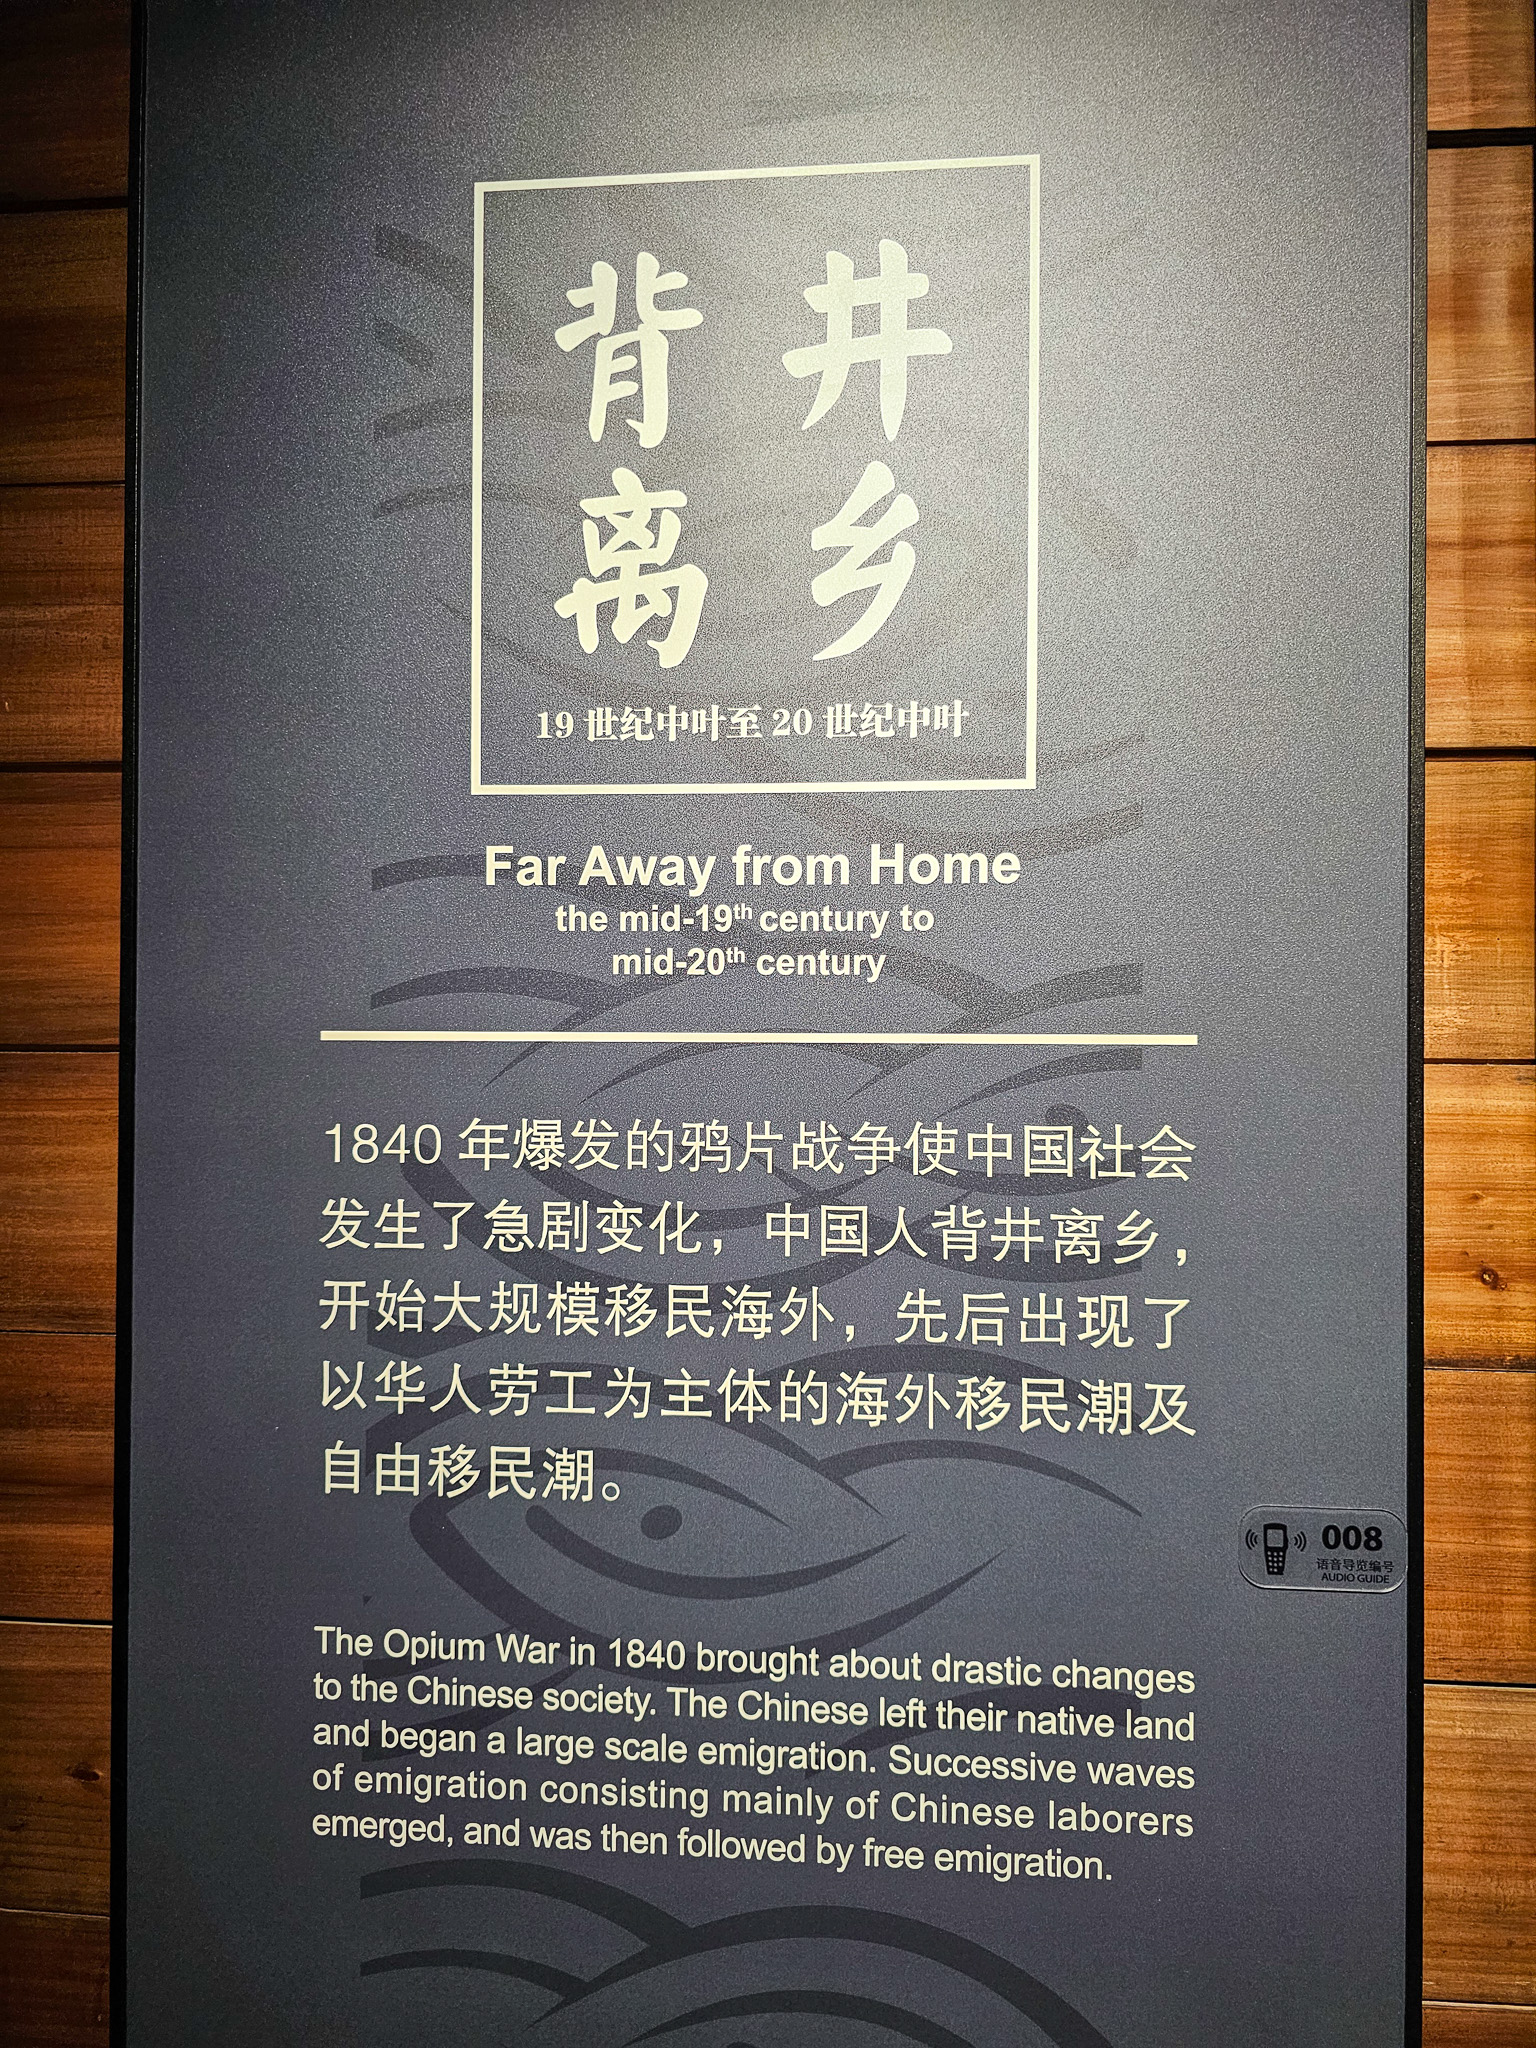 背井
离乡
19 世纪中叶至 20 世纪中叶
Far Away from Home
the mid-19th century to
mid-20th century
1840 年爆发的鸦片战争使中国社会
发生了急剧变化，中国人背井离乡，
开始大规模移民海外，先后出现了
以华人劳工为主体的海外移民潮及
自由移民潮。
008
语音导览编号
AUDIO GUIDE
The Opium War in 1840 brought about drastic changes
to the Chinese society. The Chinese left their native land
and began a large scale emigration. Successive waves
of emigration consisting mainly of Chinese laborers
emerged, and was then followed by free emigration.